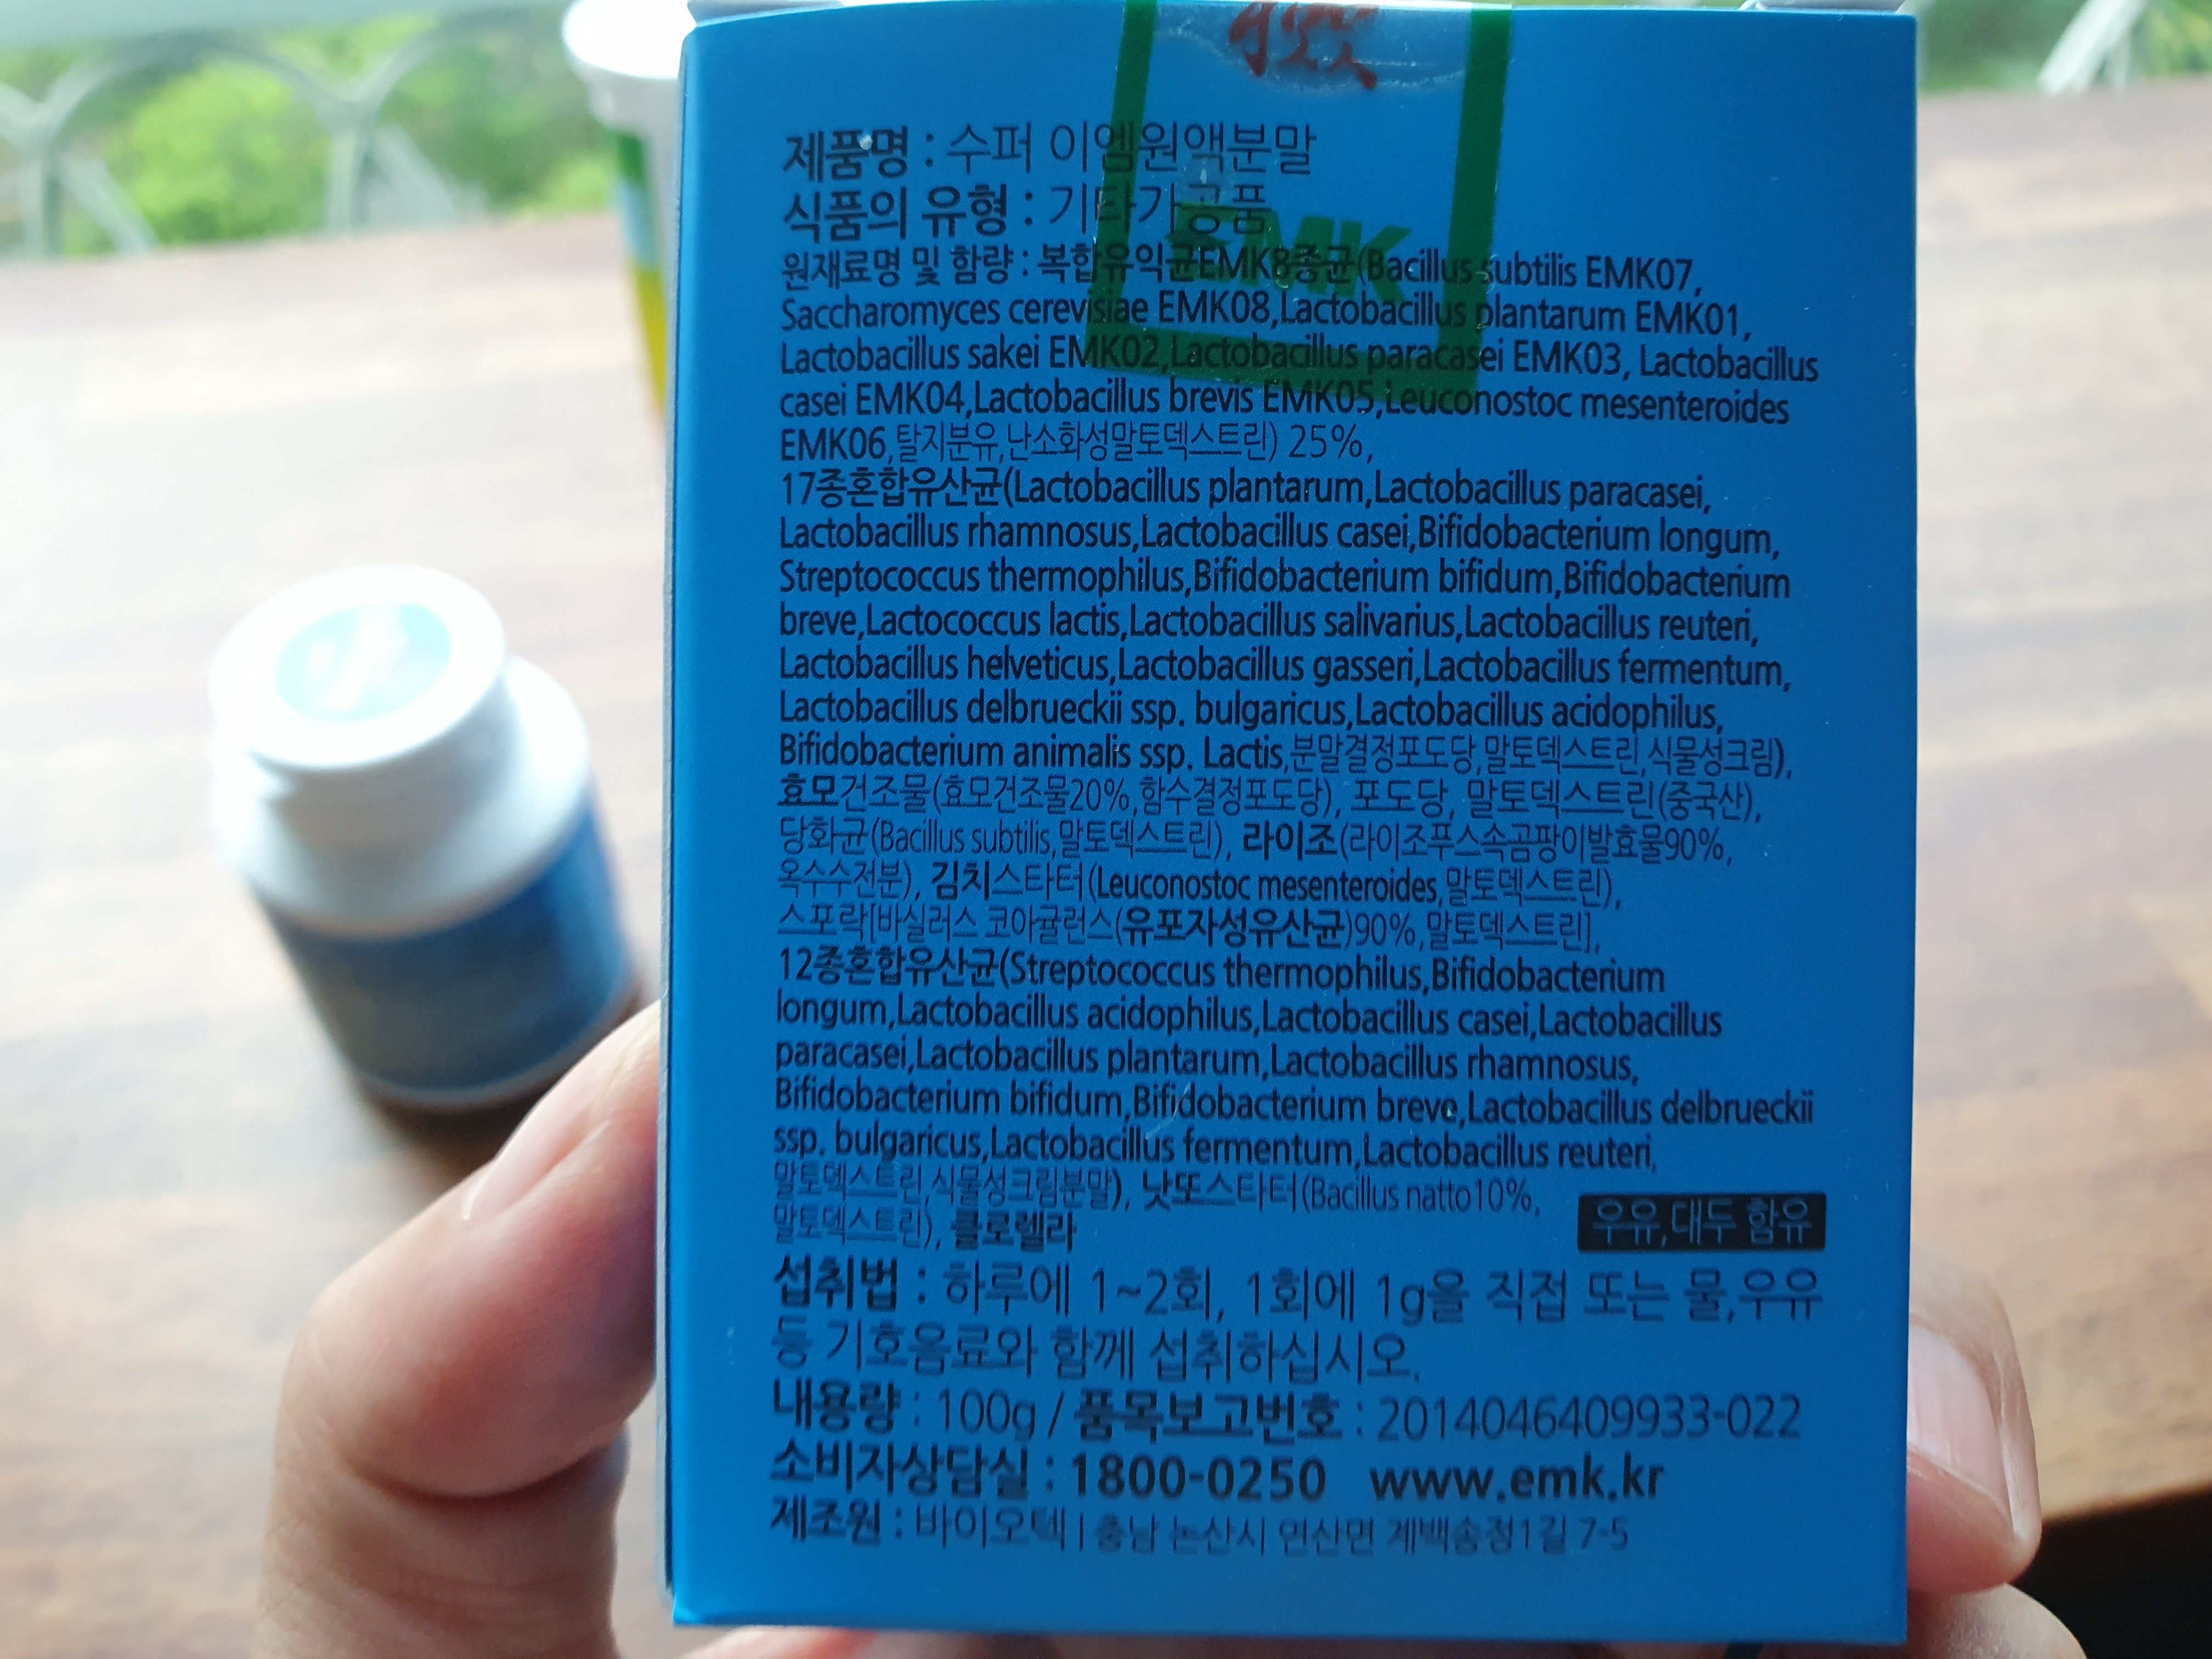 제품명 : 수퍼 이엠원액분말
식품의 유형 : 기타가공품
원재료명 및 함량 : 복합유익균EMK8종균(Bacillus subtilis EMK07,
Saccharomyces cerevisiae EMK08,Lactobacillus plantarum EMK01,
Lactobacillus sakei EMK02,Lactobacillus paracasei EMK03, Lactobacillus
casei EMK04,Lactobacillus brevis EMK05,Leuconostoc mesenteroides
EMK06,탈지분유,난소화성말토덱스트린) 25%,
17종혼합유산균(Lactobacillus plantarum,Lactobacillus paracasei,
Lactobacillus rhamnosus,Lactobacillus casei,Bifidobacterium longum,
Streptococcus thermophilus,Bifidobacterium bifidum,Bifidobacterium
breve,Lactococcus lactis,Lactobacillus salivarius,Lactobacillus reuteri,
Lactobacillus helveticus,Lactobacillus gasseri,Lactobacillus fermentum,
Lactobacillus delbrueckii ssp. bulgaricus,Lactobacillus acidophilus,
Bifidobacterium animalis ssp. Lactis,분말결정포도당,말토덱스트린,식물성크림),
효모건조물(효모건조물20%,함수결정포도당), 포도당, 말토덱스트린(중국산),
당화균(Bacillus subtilis,말토덱스트린), 라이조(라이조푸스속곰팡이발효물90%,
옥수수전분), 김치스타터(Leuconostoc mesenteroides,말토덱스트린),
스포락[바실러스 코아귤런스(유포자성유산균)90%,말토덱스트린],
12종혼합유산균(Streptococcus thermophilus,Bifidobacterium
longum,Lactobacillus acidophilus,Lactobacillus casei,Lactobacillus
paracasei,Lactobacillus plantarum,Lactobacillus rhamnosus,
Bifidobacterium bifidum,Bifidobacterium breve,Lactobacillus delbrueckii
ssp. bulgaricus,Lactobacillus fermentum,Lactobacillus reuteri,
말토덱스트린,식물성크림분말), 낫또스타터(Bacillus natto10%,
말토덱스트린), 클로렐라
우유,대두 함유
섭취법 : 하루에 1~2회, 1회에 1g을 직접 또는 물,우유
등 기호음료와 함께 섭취하십시오.
내용량 : 100g / 품목보고번호 : 2014046409933-022
소비자상담실 : 1800-0250 www.emk.kr
제조원 : 바이오텍 | 충남 논산시 연산면 계백송정1길 7-5
EMK